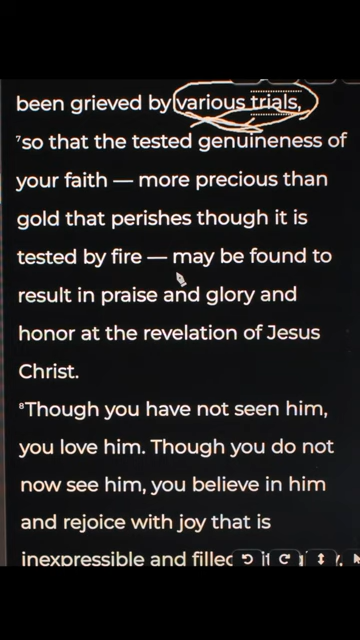 been grieved by various trials,
⁷so that the tested genuineness of
your faith — more precious than
gold that perishes though it is
tested by fire — may be found to
result in praise and glory and
honor at the revelation of Jesus
Christ.
⁸Though you have not seen him,
you love him. Though you do not
now see him, you believe in him
and rejoice with joy that is
inexpressible and filled